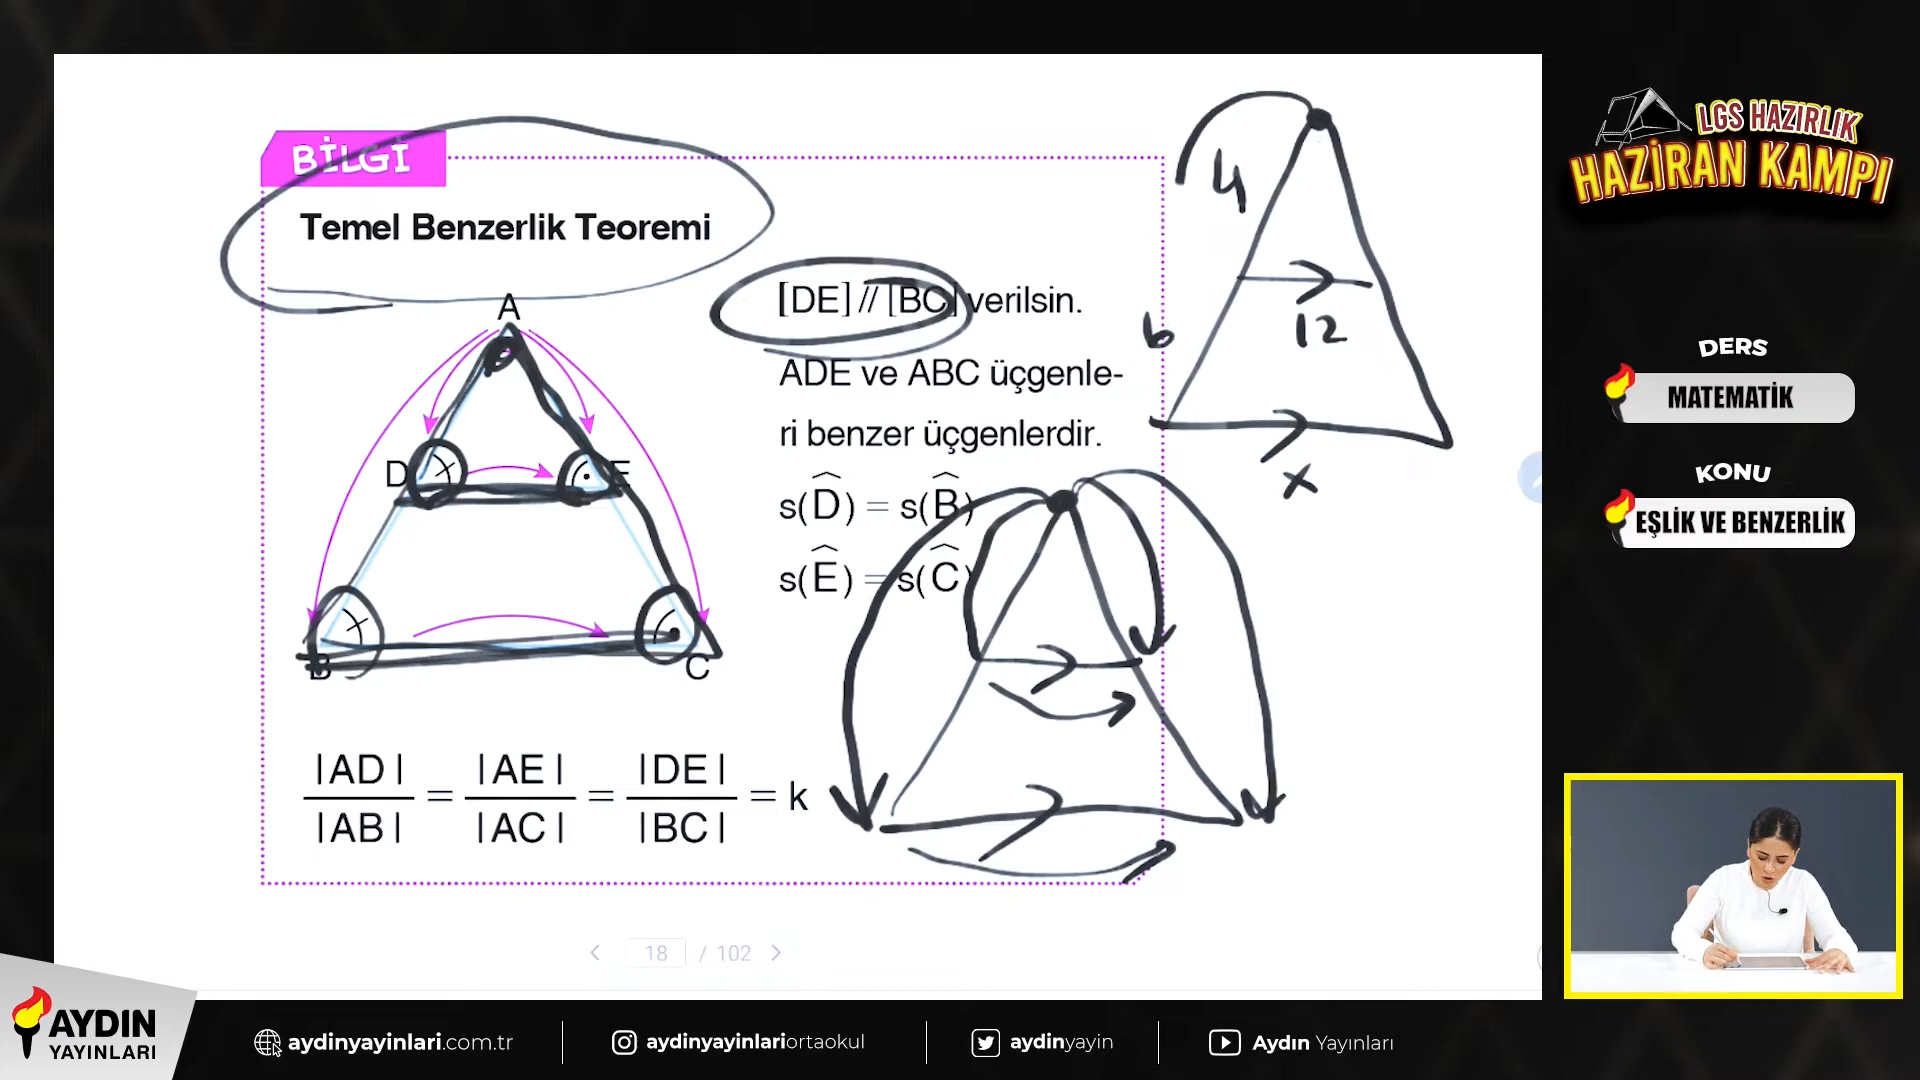 BİLGİ
Temel Benzerlik Teoremi
A
D
E
B
C
[DE] // [BC] verilsin.
ADE ve ABC üçgenle-
ri benzer üçgenlerdir.
s(D̂) = s(B̂)
s(Ê) = s(Ĉ)
|AD| / |AB| = |AE| / |AC| = |DE| / |BC| = k
4
12
6
x
18 / 102
LGS HAZIRLIK
HAZİRAN KAMPI
DERS
MATEMATİK
KONU
EŞLİK VE BENZERLİK
AYDIN
YAYINLARI
aydinyayinlari.com.tr
aydinyayinlariortaokul
aydinyayin
Aydın Yayınları